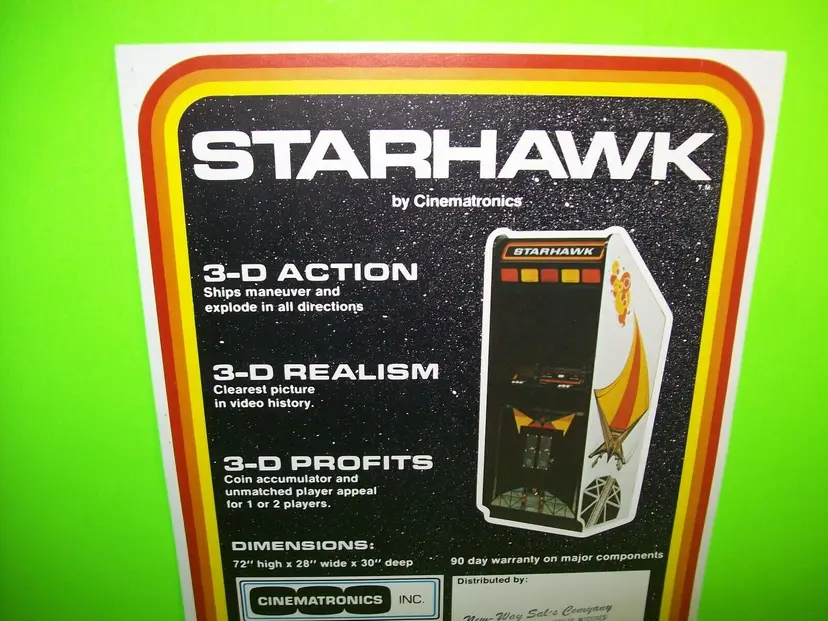 STARHAWK
T.M.
by Cinematronics
STARHAWK
3-D ACTION
Ships maneuver and
explode in all directions
3-D REALISM
Clearest picture
in video history.
3-D PROFITS
Coin accumulator and
unmatched player appeal
for 1 or 2 players.
DIMENSIONS:
72" high x 28" wide x 30" deep
90 day warranty on major components
CINEMATRONICS INC.
Distributed by:
New-Way Sal's Company